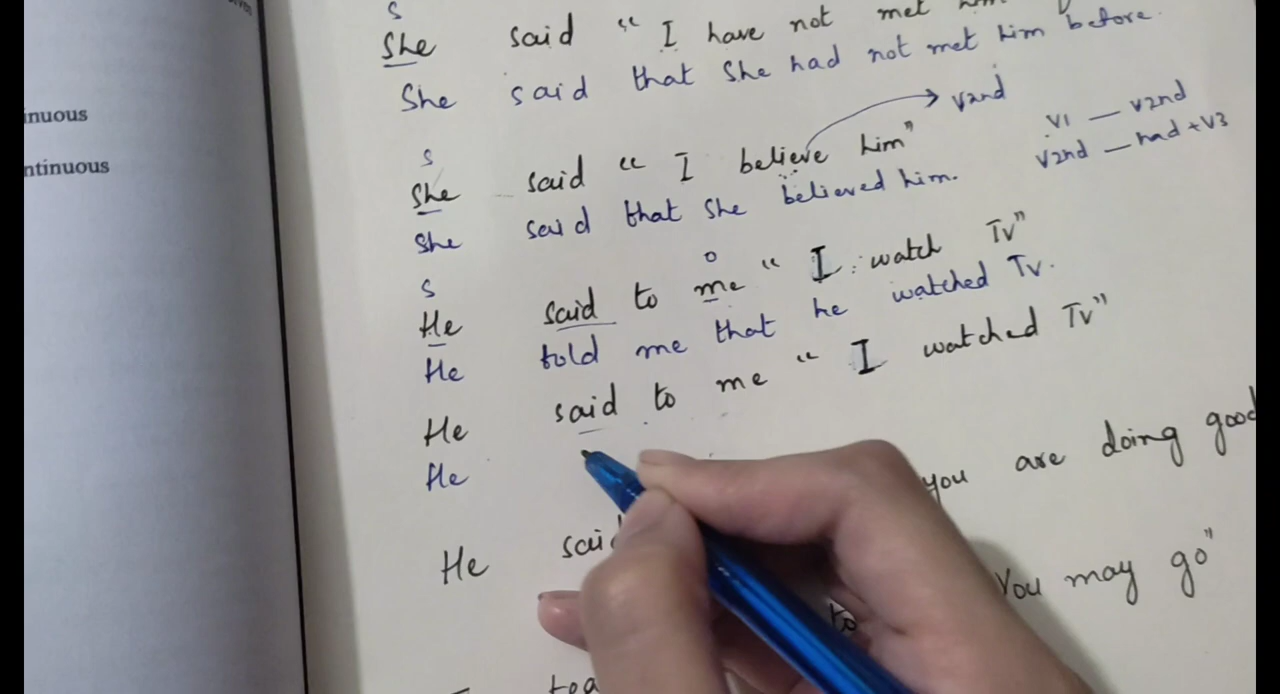 inuous
ntinuous
S
She said “ I have not met him
She said that She had not met him before.
V2nd
V1 — V2nd
V2nd — had + V3
S
She said “ I believe him”
She said that She believed him.
S O
He said to me “ I watch Tv”
He told me that he watched Tv.
He said to me “ I watched Tv”
He
He said you are doing good
to You may go”